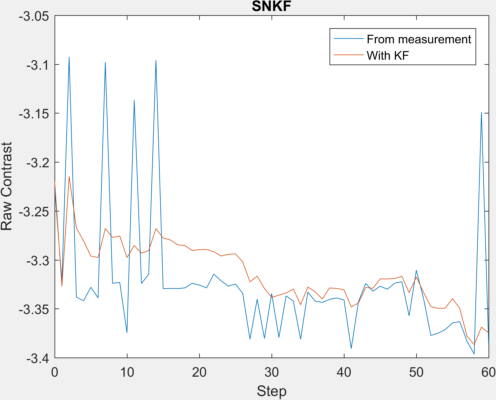 SNKF
-3.05
From measurement
With KF
-3.1
-3.15
-3.2
-3.25
-3.3
-3.35
-3.4
Raw Contrast
0 10 20 30 40 50 60
Step